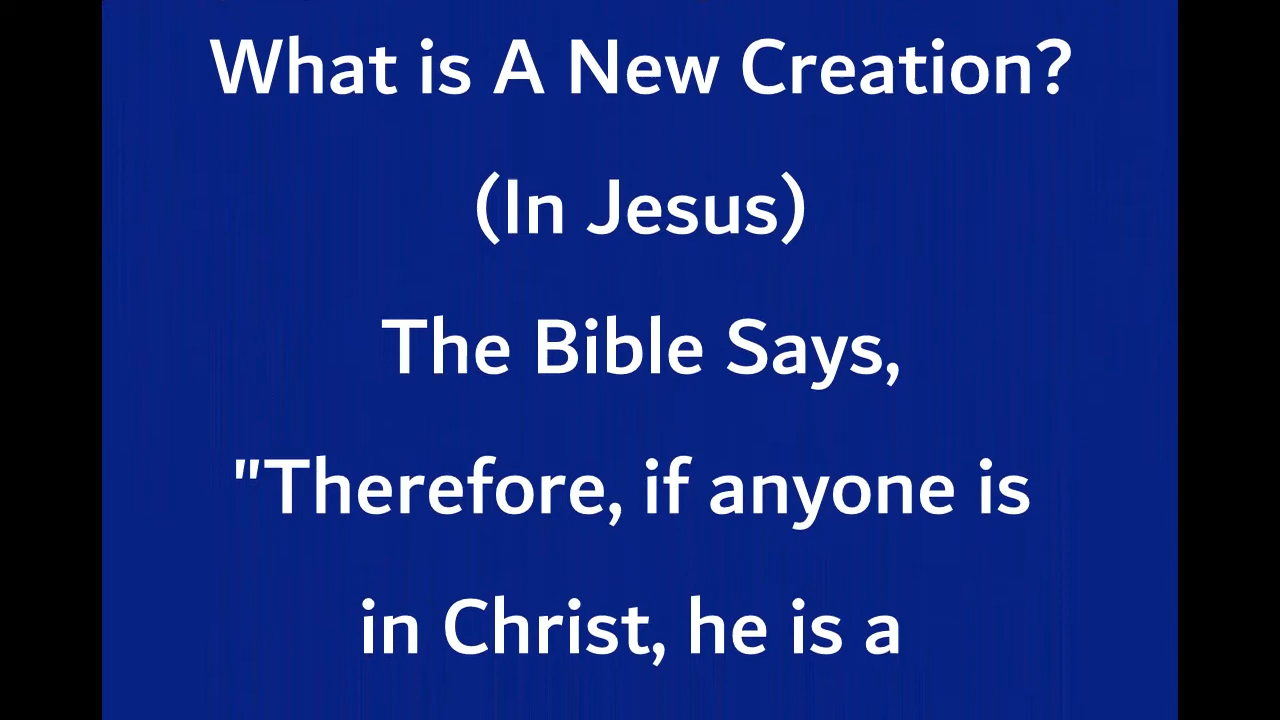 What is A New Creation?
(In Jesus)
The Bible Says,
"Therefore, if anyone is
in Christ, he is a